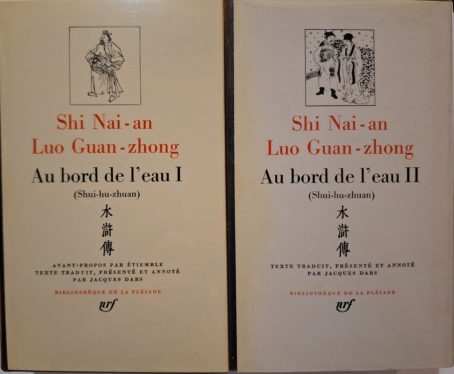 Shi Nai-an
Luo Guan-zhong
Au bord de l'eau I
(Shui-hu-zhuan)
水
滸
傳
AVANT-PROPOS PAR ÉTIEMBLE
TEXTE TRADUIT, PRÉSENTÉ ET ANNOTÉ
PAR JACQUES DARS
BIBLIOTHÈQUE DE LA PLÉIADE
nrf
Shi Nai-an
Luo Guan-zhong
Au bord de l'eau II
(Shui-hu-zhuan)
水
滸
傳
TEXTE TRADUIT, PRÉSENTÉ ET ANNOTÉ
PAR JACQUES DARS
BIBLIOTHÈQUE DE LA PLÉIADE
nrf